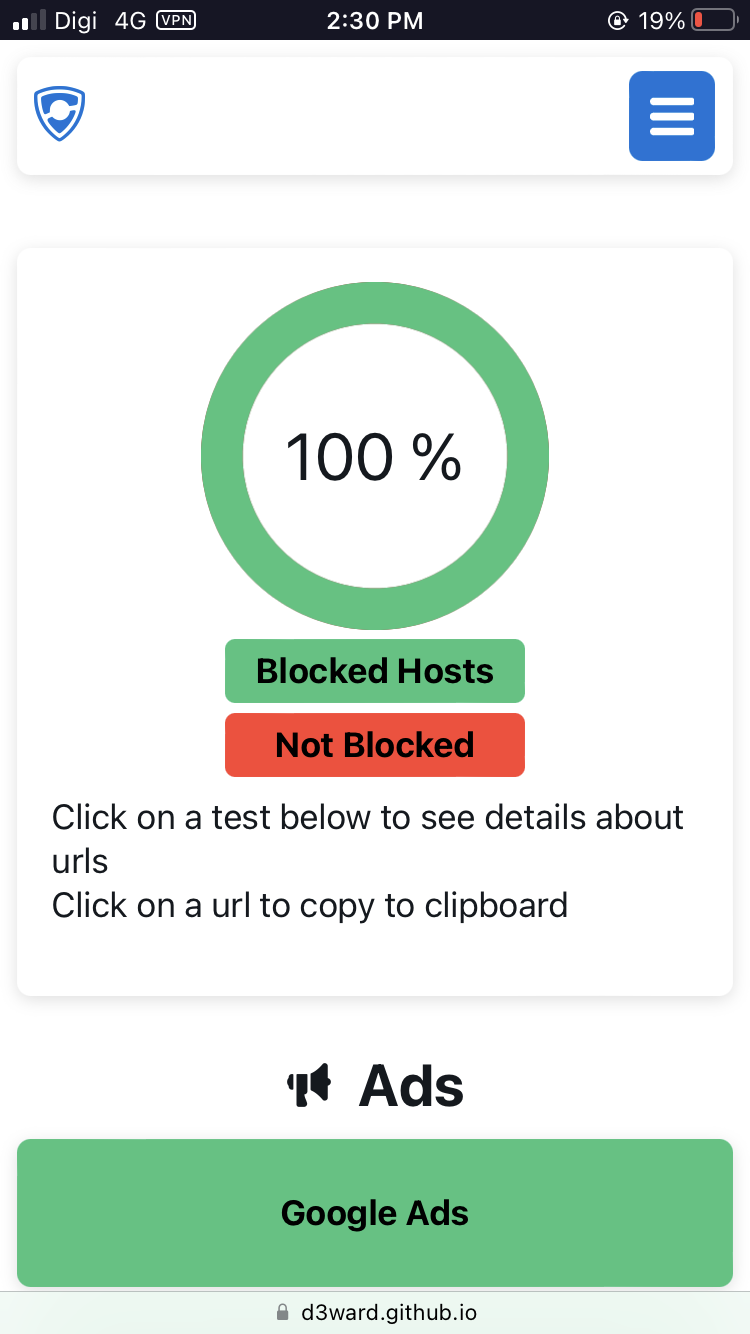 Digi 4G VPN 2:30 PM 19%
100 %
Blocked Hosts
Not Blocked
Click on a test below to see details about
urls
Click on a url to copy to clipboard
Ads
Google Ads
d3ward.github.io